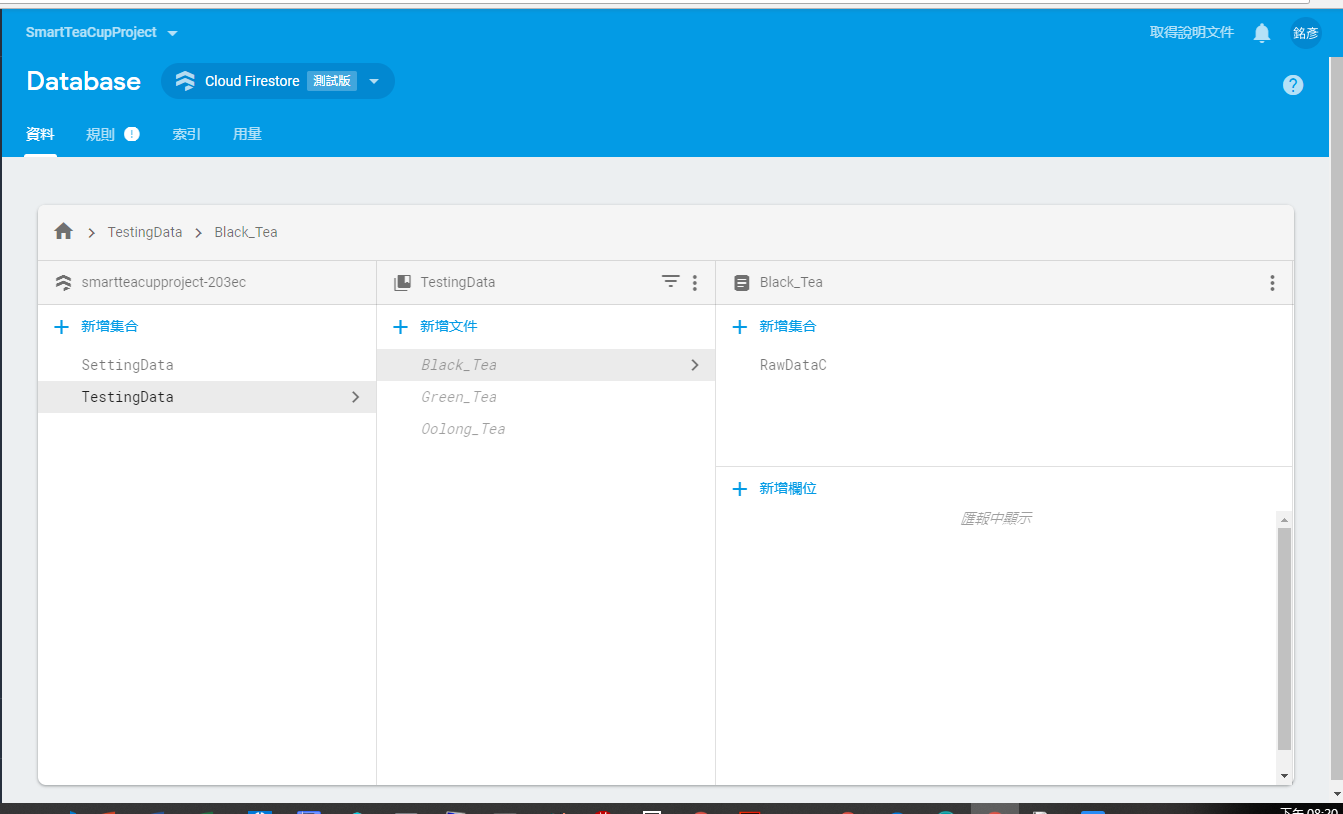 SmartTeaCupProject
取得說明文件
銘彥
Database
Cloud Firestore 測試版
?
資料 規則 ! 索引 用量
TestingData Black_Tea
smartteacupproject-203ec
TestingData
Black_Tea
新增集合
新增文件
新增集合
SettingData
Black_Tea
RawDataC
TestingData
Green_Tea
Oolong_Tea
新增欄位
匯報中顯示
下午 08:20